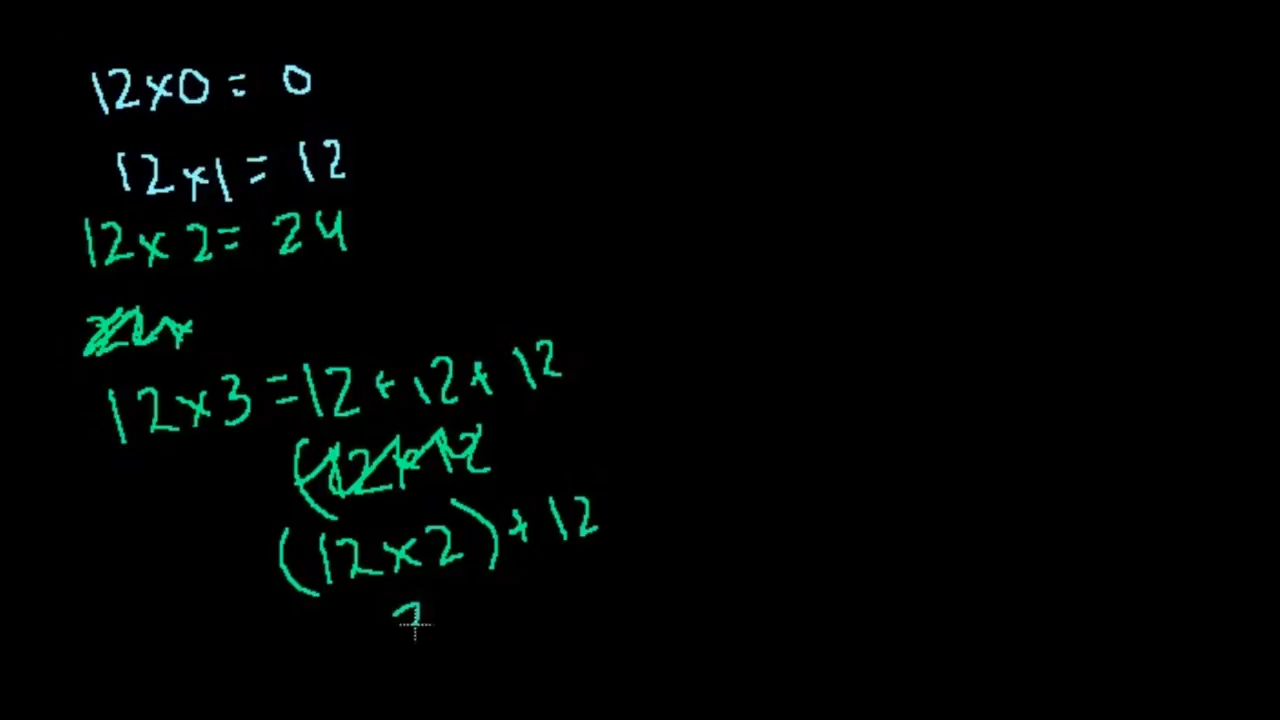 12×0 = 0
12×1 = 12
12×2 = 24
12×3 = 12 + 12 + 12
(12×2) + 12